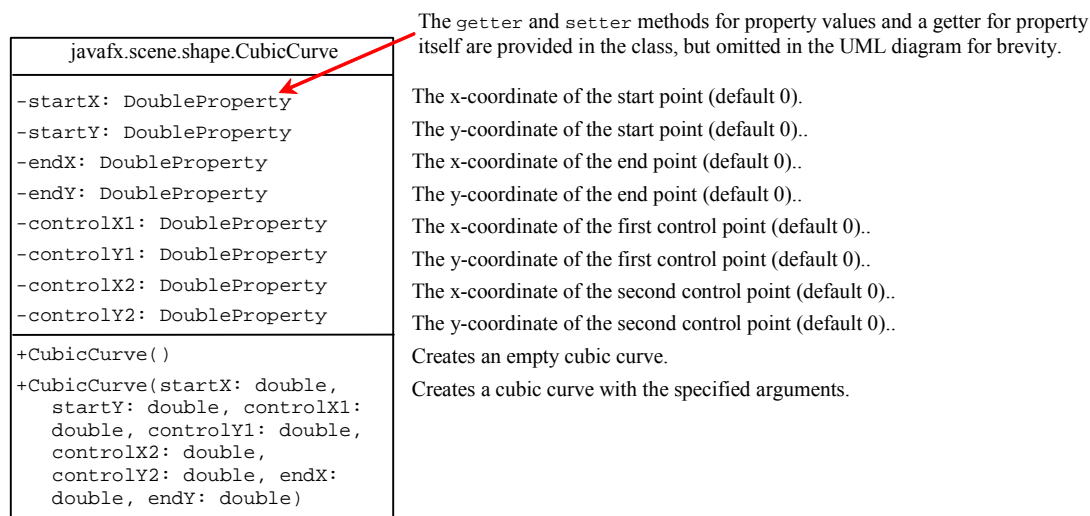 The getter and setter methods for property values and a getter for property
itself are provided in the class, but omitted in the UML diagram for brevity.
javafx.scene.shape.CubicCurve
-startX: DoubleProperty
The x-coordinate of the start point (default 0).
-startY: DoubleProperty
The y-coordinate of the start point (default 0)..
-endX: DoubleProperty
The x-coordinate of the end point (default 0)..
-endY: DoubleProperty
The y-coordinate of the end point (default 0)..
-controlX1: DoubleProperty
The x-coordinate of the first control point (default 0)..
-controlY1: DoubleProperty
The y-coordinate of the first control point (default 0)..
-controlX2: DoubleProperty
The x-coordinate of the second control point (default 0)..
-controlY2: DoubleProperty
The y-coordinate of the second control point (default 0)..
+CubicCurve()
Creates an empty cubic curve.
+CubicCurve(startX: double,
startY: double, controlX1:
double, controlY1: double,
controlX2: double,
controlY2: double, endX:
double, endY: double)
Creates a cubic curve with the specified arguments.